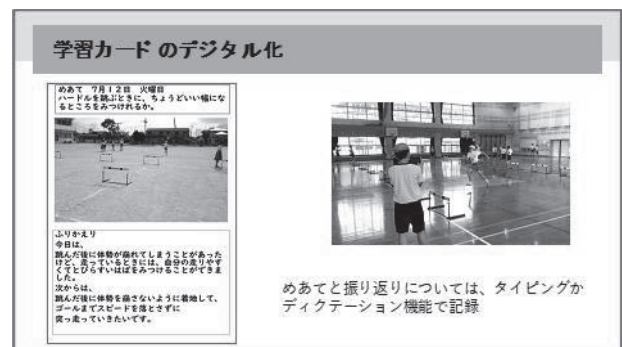 学習カード のデジタル化
めあて 7月12日 火曜日
ハードルを跳ぶときに、ちょうどいい幅にな
るところをみつけれるか。
ふりかえり
今日は、
跳んだ後に体勢が崩れてしまうことがあった
けど、走っているときには、自分の走りやす
くてとびらすいはばをみつけることができま
した。
次からは、
跳んだ後に体勢を崩さないように着地して、
ゴールまでスピードを落とさずに
突っ走っていきたいです。
めあてと振り返りについては、タイピングか
ディクテーション機能で記録